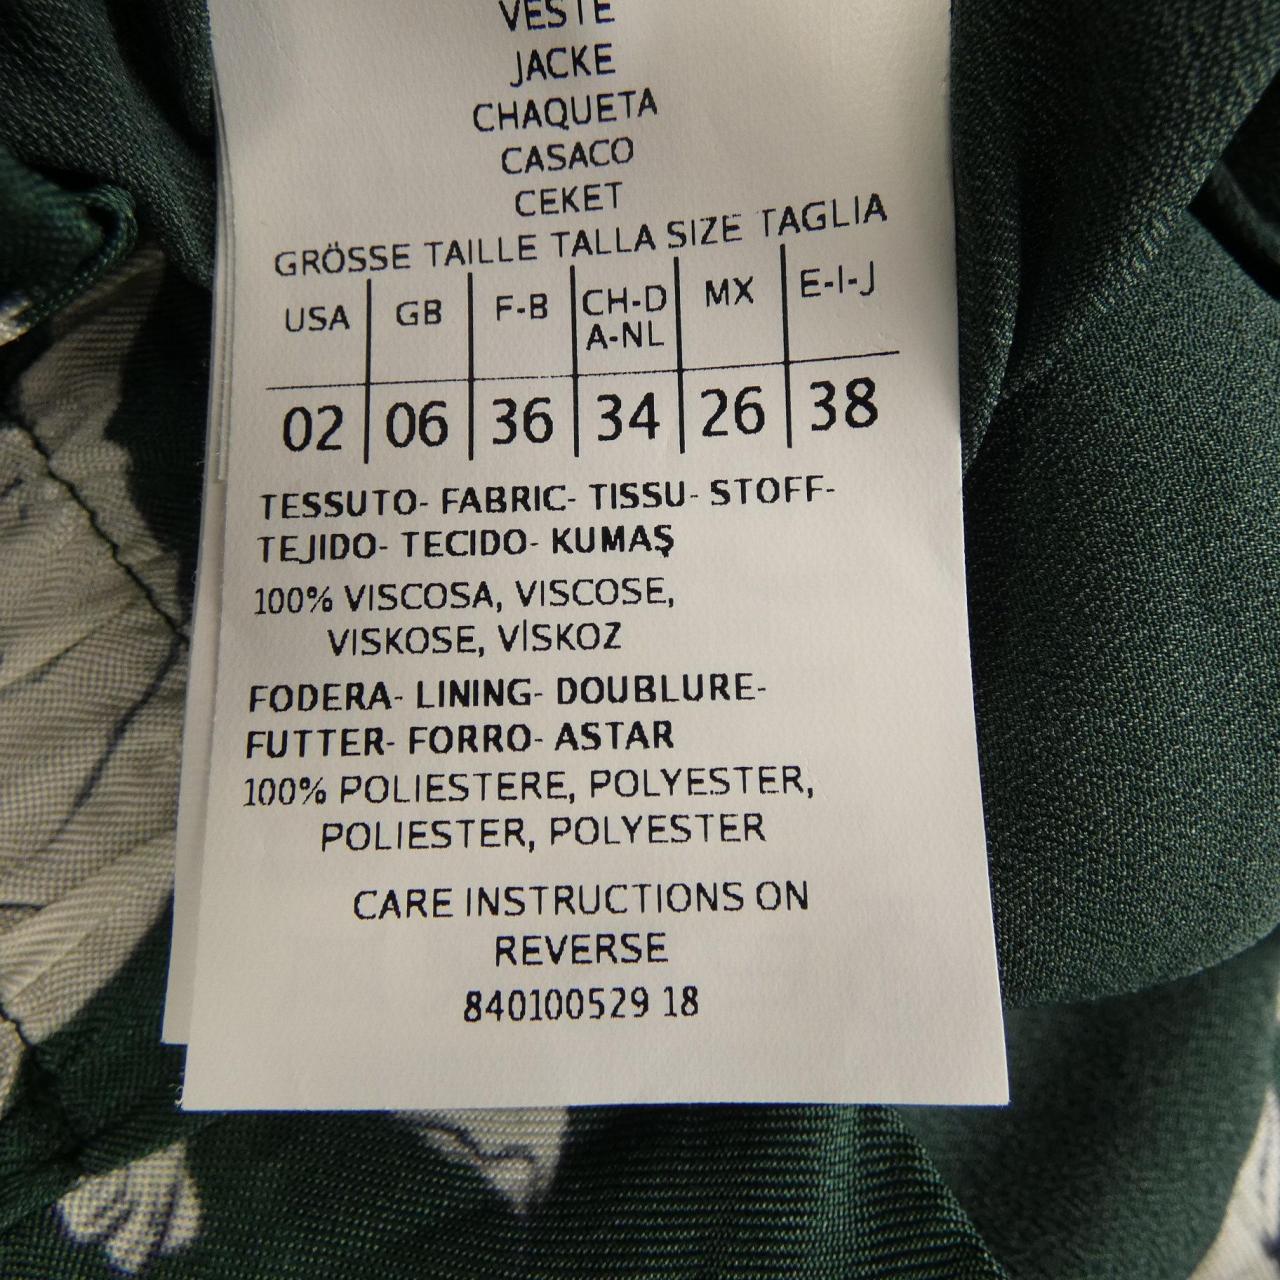 VESTE
JACKE
CHAQUETA
CASACO
CEKET
GRÖSSE TAILLE TALLA SIZE TAGLIA
USA GB F-B CH-D A-NL MX E-I-J
02 06 36 34 26 38
TESSUTO- FABRIC- TISSU- STOFF-
TEJIDO- TECIDO- KUMAŞ
100% VISCOSA, VISCOSE,
VISKOSE, VİSKOZ
FODERA- LINING- DOUBLURE-
FUTTER- FORRO- ASTAR
100% POLIESTERE, POLYESTER,
POLIESTER, POLYESTER
CARE INSTRUCTIONS ON
REVERSE
840100529 18